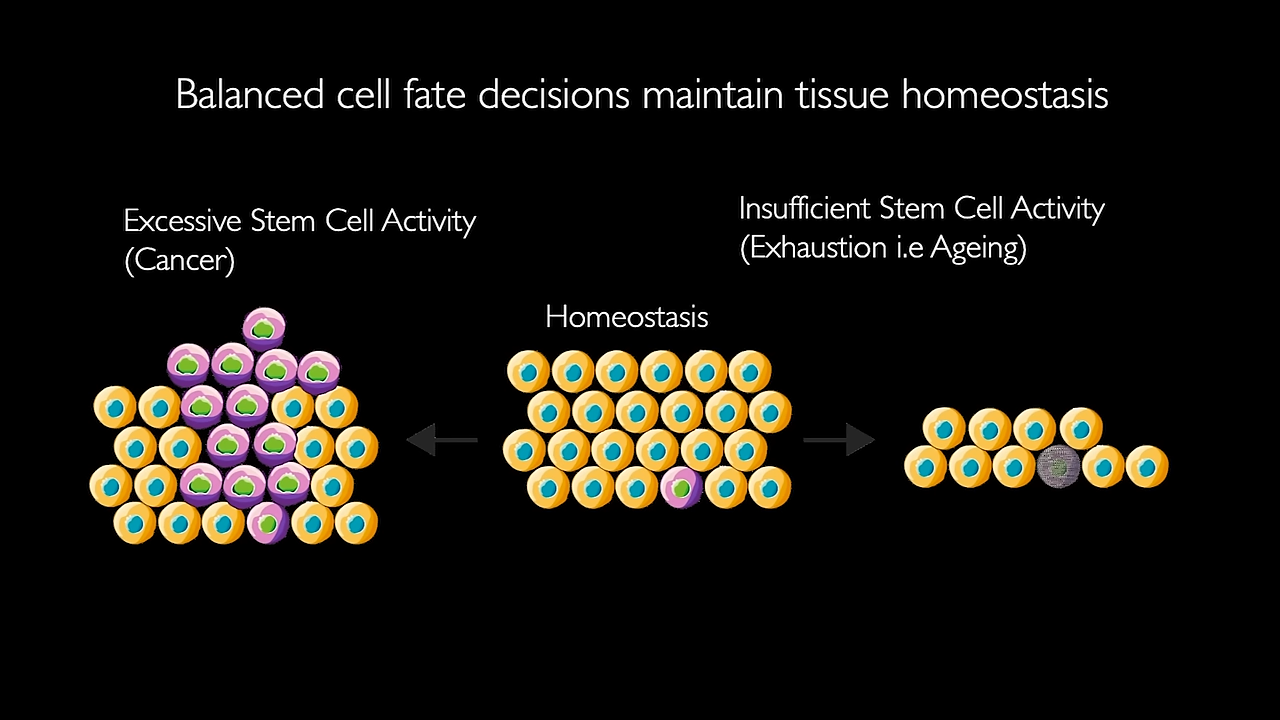 Balanced cell fate decisions maintain tissue homeostasis
Excessive Stem Cell Activity
(Cancer)
Insufficient Stem Cell Activity
(Exhaustion i.e Ageing)
Homeostasis